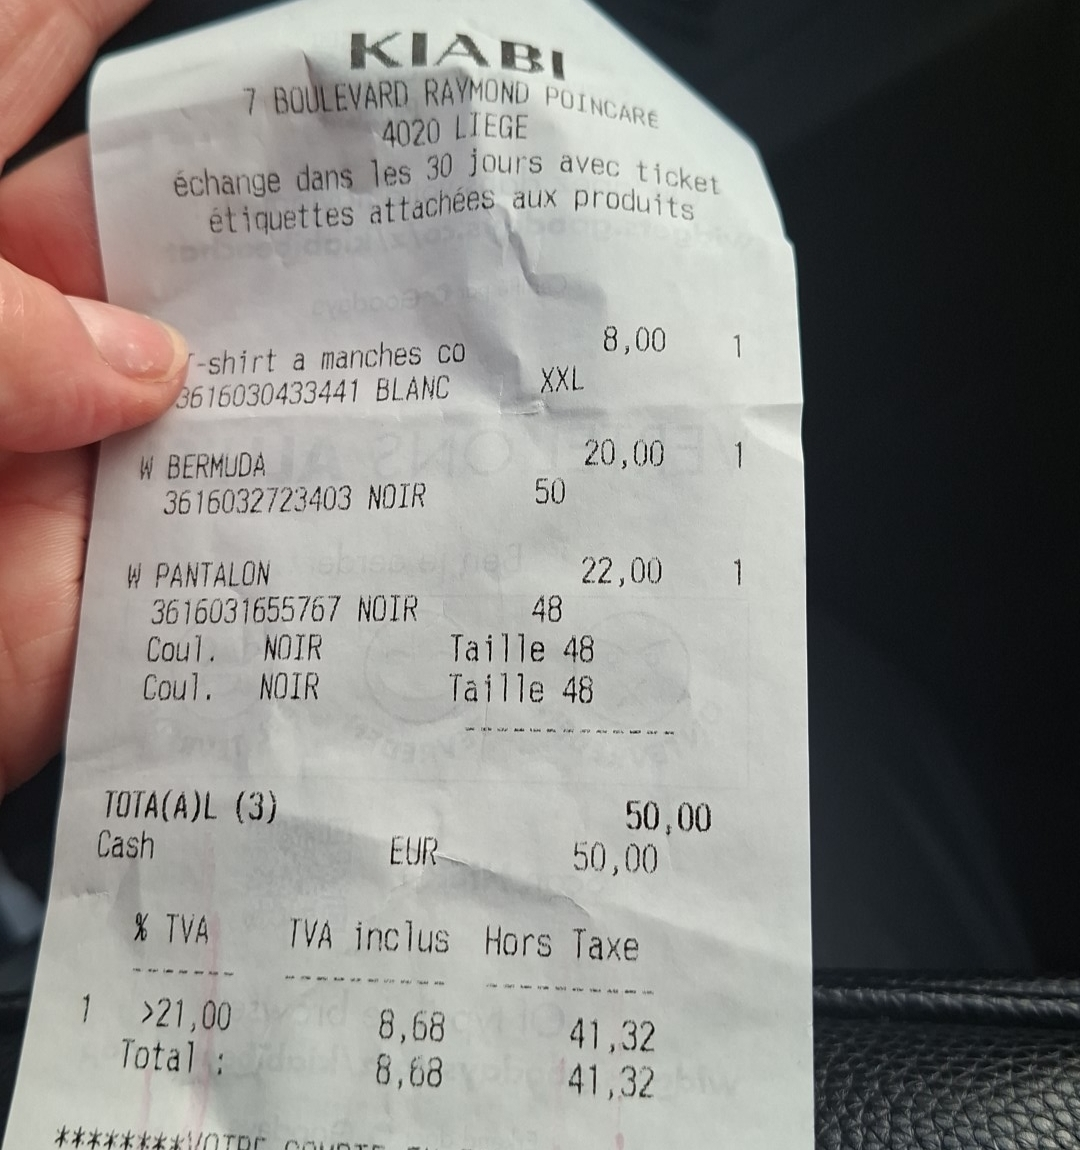 KIABI
7 BOULEVARD RAYMOND POINCARÉ
4020 LIEGE
échange dans les 30 jours avec ticket
étiquettes attachées aux produits
-shirt a manches co 8,00 1
3616030433441 BLANC XXL
W BERMUDA 20,00 1
3616032723403 NOIR 50
W PANTALON 22,00 1
3616031655767 NOIR 48
Coul. NOIR Taille 48
Coul. NOIR Taille 48
TOTA(A)L (3) 50,00
Cash EUR 50,00
% TVA TVA inclus Hors Taxe
1 >21,00 8,68 41,32
Total : 8,68 41,32